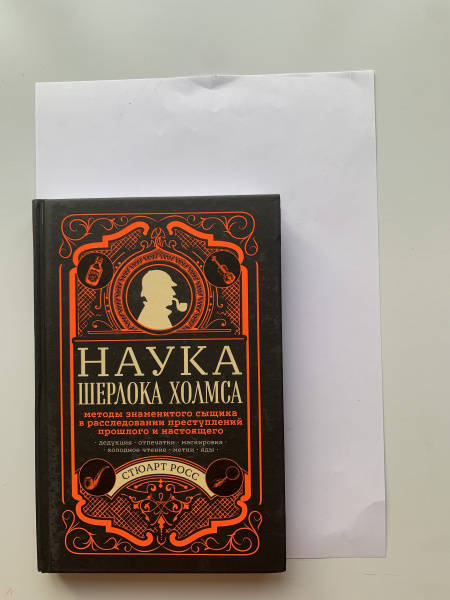 НАУКА
ШЕРЛОКА ХОЛМСА
методы знаменитого сыщика
в расследовании преступлений
прошлого и настоящего
· дедукция · отпечатки · маскировка ·
холодное чтение · метки · яды ·
СТЮАРТ РОСС